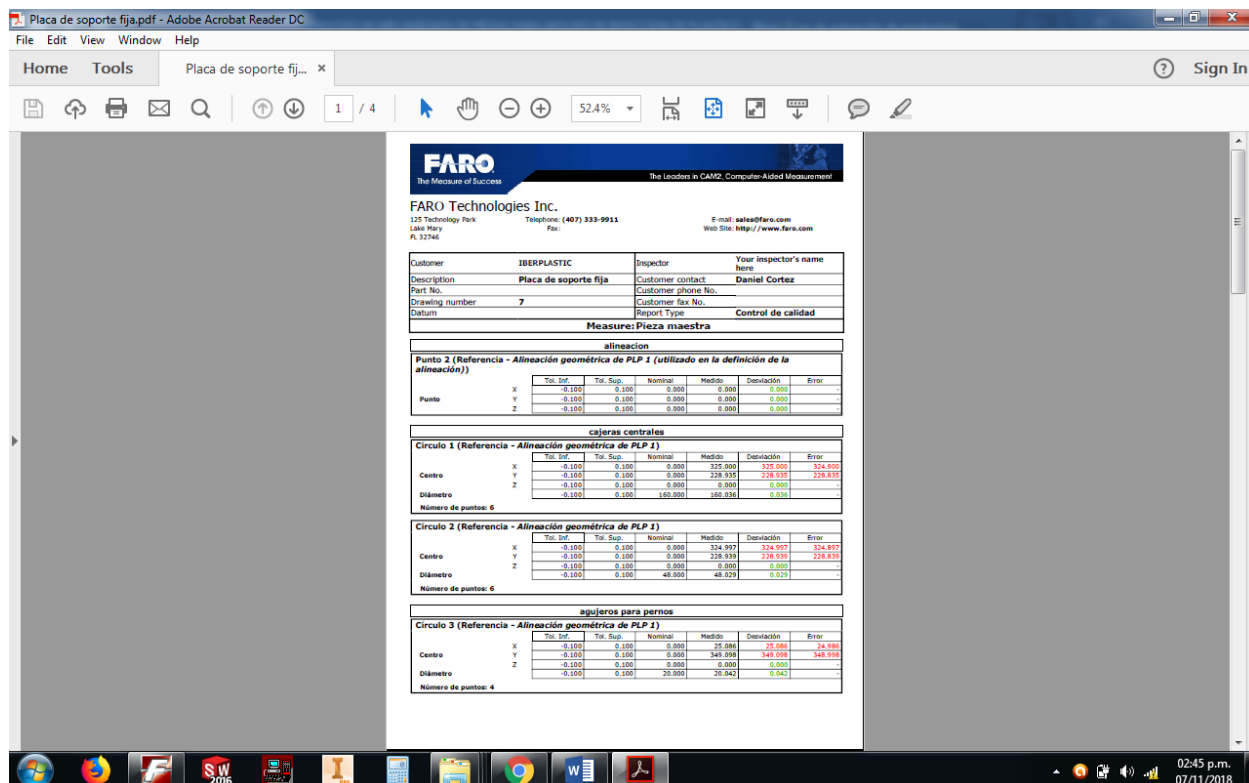 Placa de soporte fija.pdf - Adobe Acrobat Reader DC
File Edit View Window Help
Home Tools Placa de soporte fij... × ? Sign In
1 / 4 52.4%
FARO
The Measure of Success
The Leaders in CAM2, Computer-Aided Measurement
FARO Technologies Inc.
125 Technology Park Telephone: (407) 333-9911 E-mail: sales@faro.com
Lake Mary Fax: Web Site: http://www.faro.com
FL 32746
Customer IBERPLASTIC Inspector Your inspector's name here
Description Placa de soporte fija Customer contact Daniel Cortez
Part No. Customer phone No.
Drawing number 7 Customer fax No.
Datum Report Type Control de calidad
Measure: Pieza maestra
alineacion
Punto 2 (Referencia - Alineación geométrica de PLP 1 (utilizado en la definición de la
alineación))
Tol. Inf. Tol. Sup. Nominal Medido Desviación Error
X -0.100 0.100 0.000 0.000 0.000 -
Punto Y -0.100 0.100 0.000 0.000 0.000 -
Z -0.100 0.100 0.000 0.000 0.000 -
cajeras centrales
Círculo 1 (Referencia - Alineación geométrica de PLP 1)
Tol. Inf. Tol. Sup. Nominal Medido Desviación Error
X -0.100 0.100 0.000 325.000 325.000 324.900
Centro Y -0.100 0.100 0.000 228.935 228.935 228.835
Z -0.100 0.100 0.000 0.000 0.000 -
Diámetro -0.100 0.100 160.000 160.036 0.036 -
Número de puntos: 6
Círculo 2 (Referencia - Alineación geométrica de PLP 1)
Tol. Inf. Tol. Sup. Nominal Medido Desviación Error
X -0.100 0.100 0.000 324.997 324.997 324.897
Centro Y -0.100 0.100 0.000 228.939 228.939 228.839
Z -0.100 0.100 0.000 0.000 0.000 -
Diámetro -0.100 0.100 48.000 48.029 0.029 -
Número de puntos: 6
agujeros para pernos
Círculo 3 (Referencia - Alineación geométrica de PLP 1)
Tol. Inf. Tol. Sup. Nominal Medido Desviación Error
X -0.100 0.100 0.000 25.086 25.086 24.986
Centro Y -0.100 0.100 0.000 349.098 349.098 348.998
Z -0.100 0.100 0.000 0.000 0.000 -
Diámetro -0.100 0.100 20.000 20.042 0.042 -
Número de puntos: 4
SW 2016
02:45 p.m.
07/11/2018